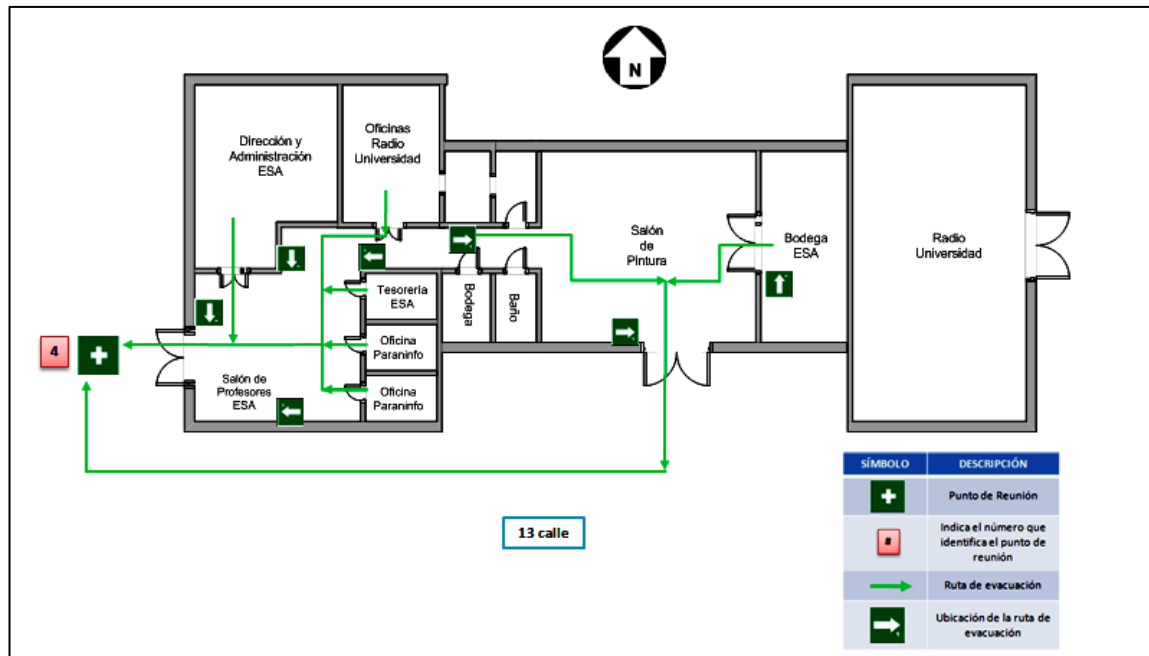 N
Dirección y
Administración
ESA
Oficinas
Radio
Universidad
Salón
de
Pintura
Bodega
ESA
Radio
Universidad
Tesorería
ESA
Bodega
Baño
Oficina
Paraninfo
Oficina
Paraninfo
4
Salón de
Profesores
ESA
13 calle
SÍMBOLO
DESCRIPCIÓN
Punto de Reunión
#
Indica el número que
identifica el punto de
reunión
Ruta de evacuación
Ubicación de la ruta de
evacuación